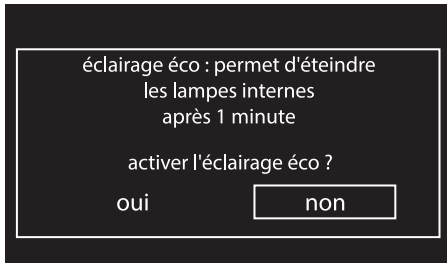 éclairage éco : permet d'éteindre
les lampes internes
après 1 minute
activer l'éclairage éco ?
oui non